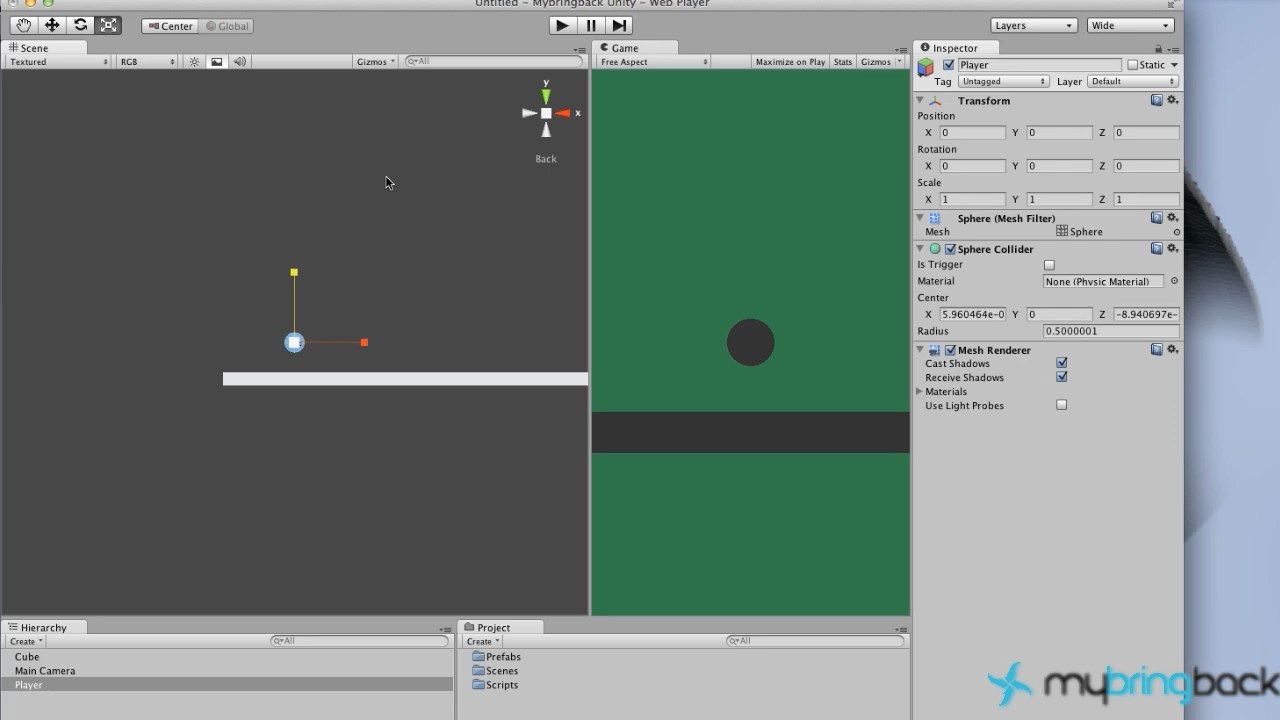 Untitled - Mybringback Unity - Web Player
Center Global Layers Wide
Scene Game Inspector
Textured RGB Gizmos All Free Aspect Maximize on Play Stats Gizmos
Player Static
Tag Untagged Layer Default
y
x
Back
Transform
Position
X 0 Y 0 Z 0
Rotation
X 0 Y 0 Z 0
Scale
X 1 Y 1 Z 1
Sphere (Mesh Filter)
Mesh Sphere
Sphere Collider
Is Trigger
Material None (Physic Material)
Center
X 5.960464e-0 Y 0 Z -8.940697e-
Radius 0.5000001
Mesh Renderer
Cast Shadows
Receive Shadows
Materials
Use Light Probes
Hierarchy
Create All
Cube
Main Camera
Player
Project
Create All
Prefabs
Scenes
Scripts
mybringback